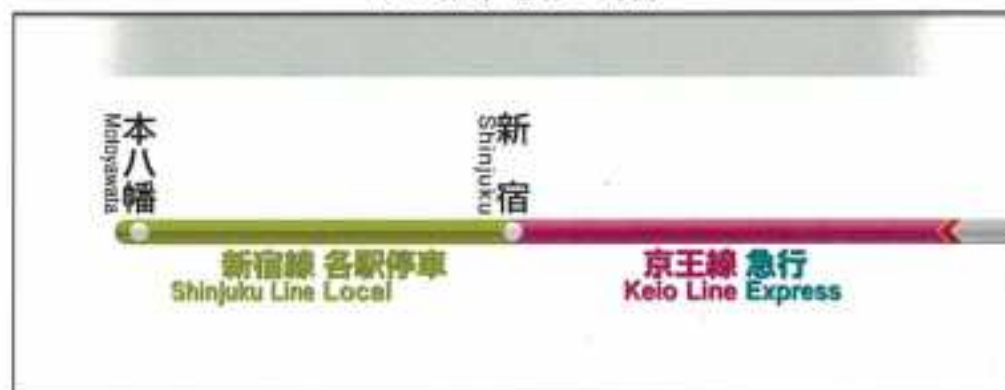 本八幡
Motoyawata
新宿
Shinjuku
新宿線 各駅停車
Shinjuku Line Local
京王線 急行
Keio Line Express